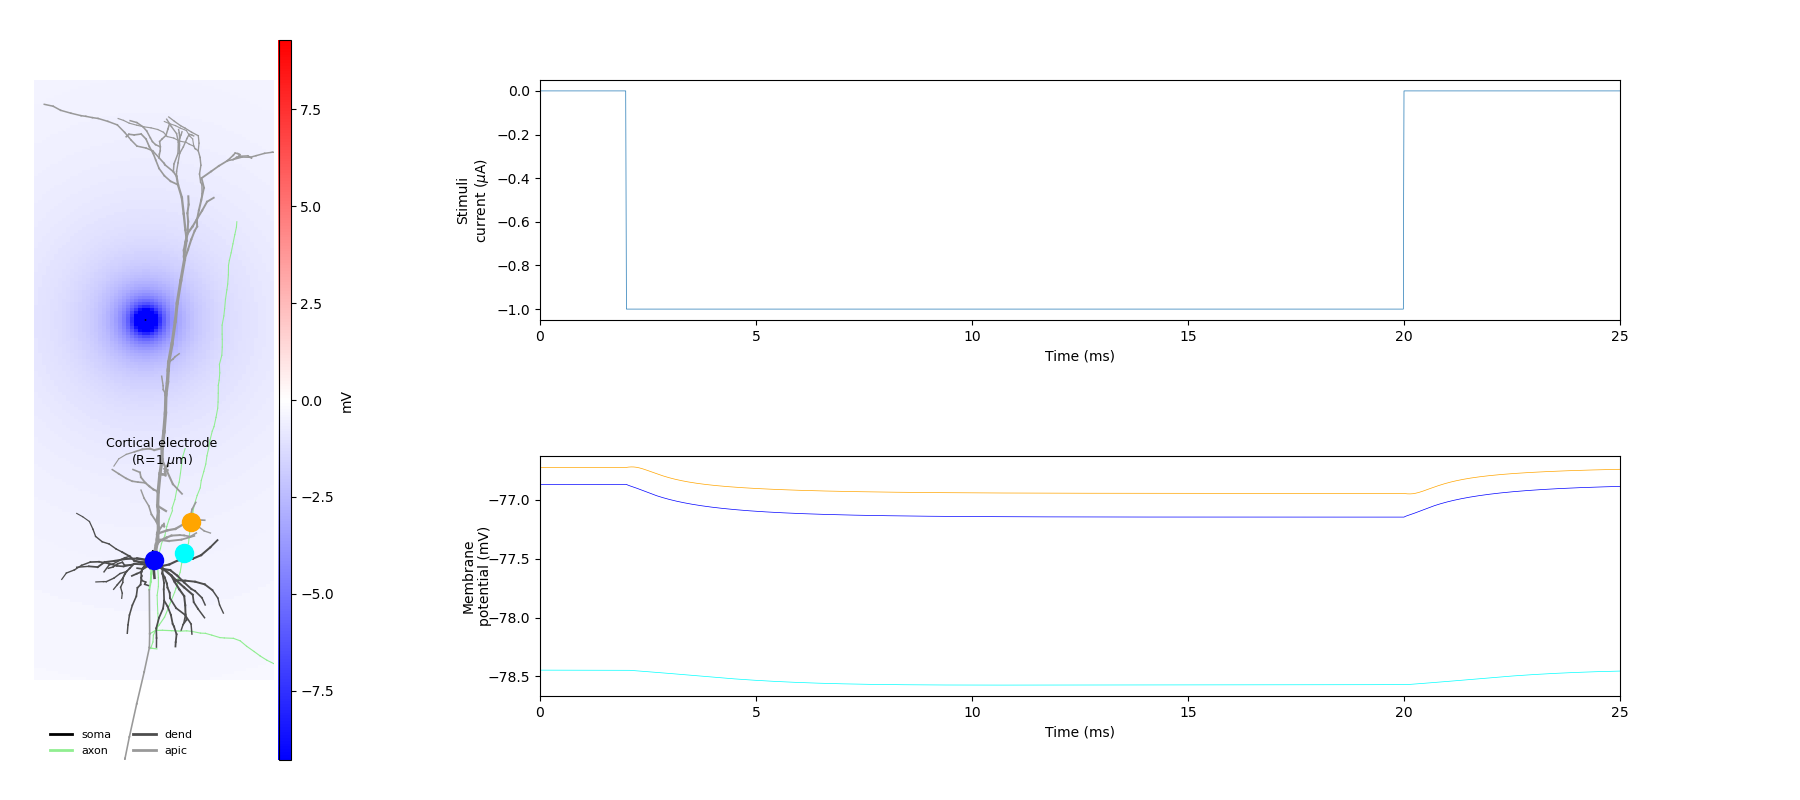 7.5
5.0
2.5
0.0
−2.5
−5.0
−7.5
mV
Cortical electrode
(R=1 μm)
soma
axon
dend
apic
0.0
−0.2
−0.4
−0.6
−0.8
−1.0
Stimuli
current (μA)
0 5 10 15 20 25
Time (ms)
−77.0
−77.5
−78.0
−78.5
Membrane
potential (mV)
0 5 10 15 20 25
Time (ms)